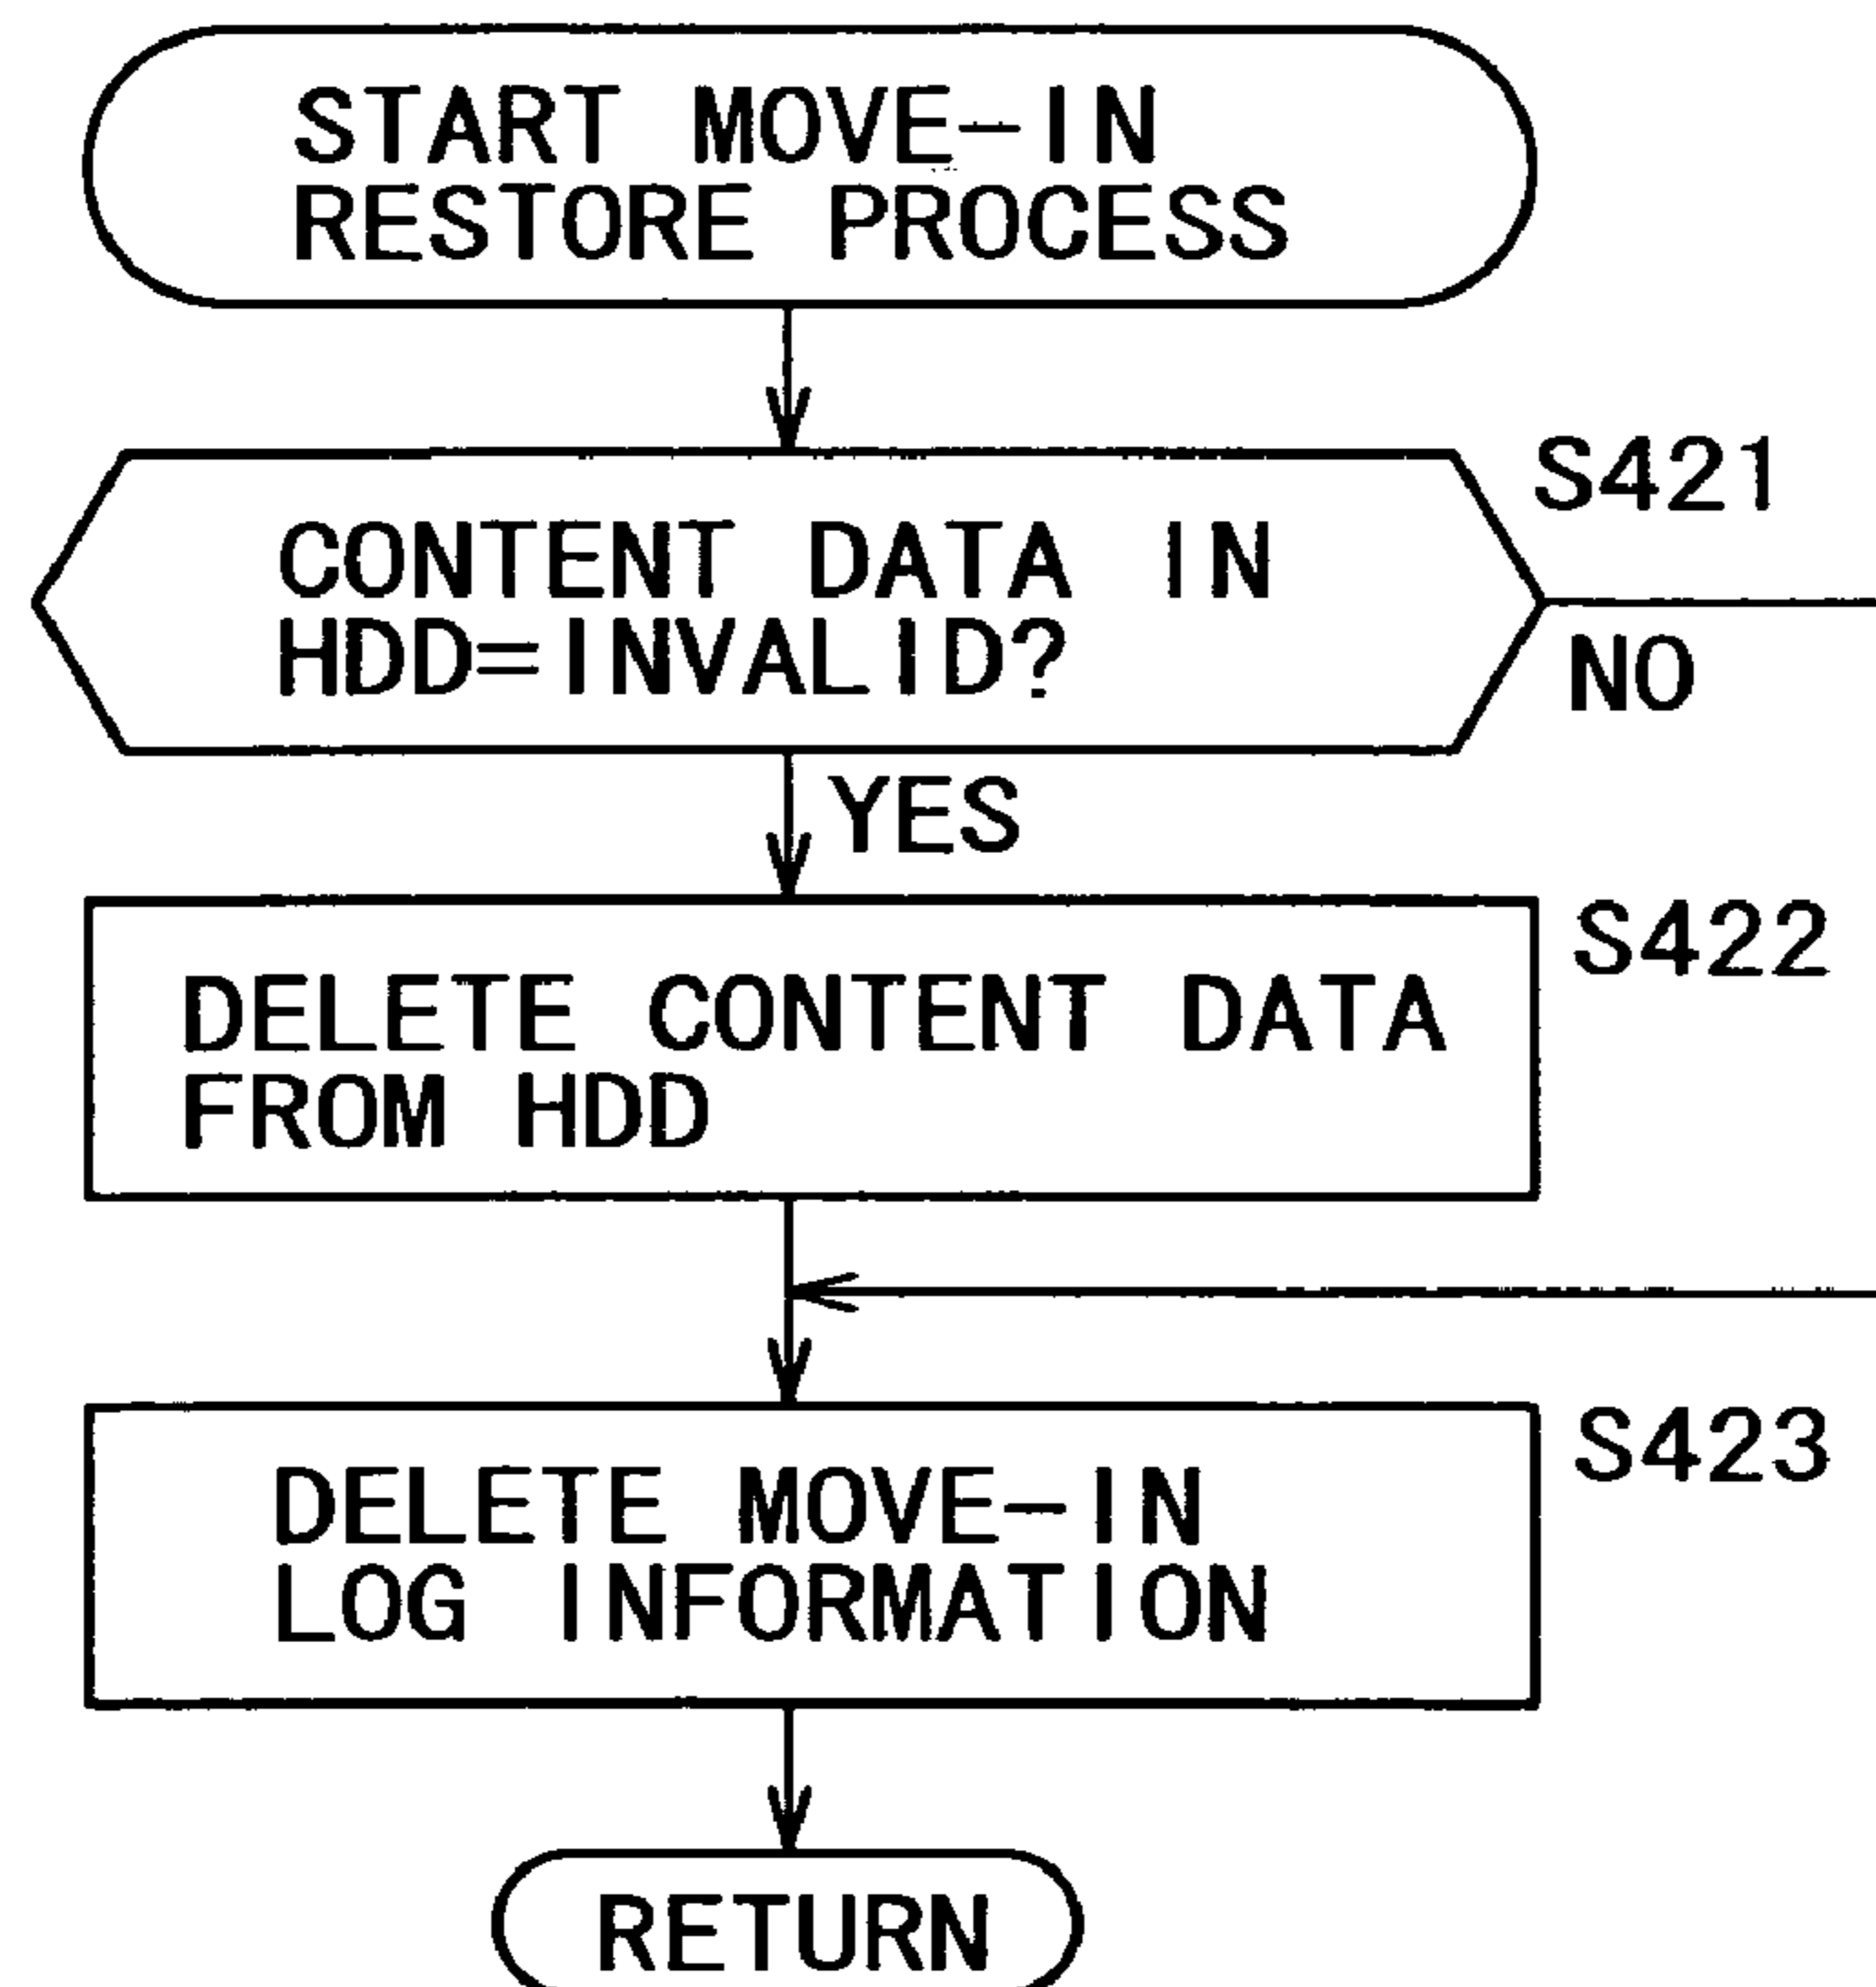 START MOVE-IN
RESTORE PROCESS
S421
CONTENT DATA IN
HDD=INVALID?
NO
YES
S422
DELETE CONTENT DATA
FROM HDD
S423
DELETE MOVE-IN
LOG INFORMATION
RETURN